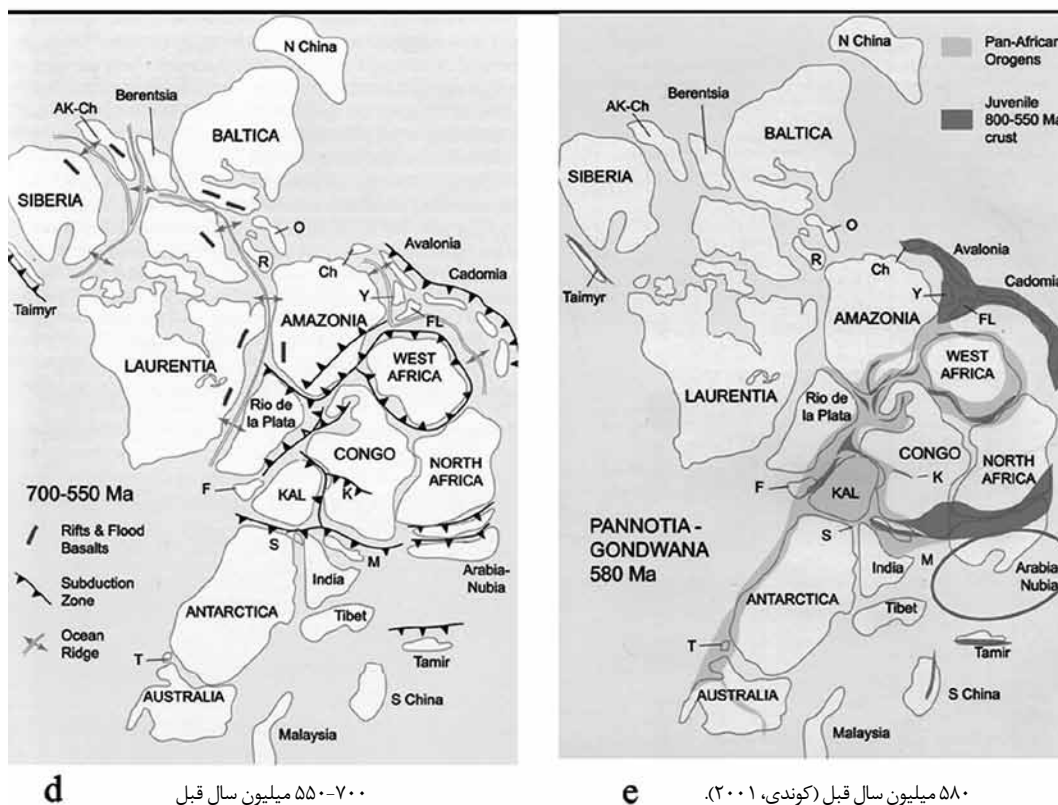 N China
Berentsia
AK-Ch
BALTICA
SIBERIA
O
Avalonia
R
Ch
Cadomia
Y
Taimyr
AMAZONIA
FL
LAURENTIA
WEST
AFRICA
Rio de
la Plata
CONGO
NORTH
AFRICA
700-550 Ma
F
KAL
K
Rifts & Flood
Basalts
S
M
Subduction
Zone
India
Arabia-
Nubia
ANTARCTICA
Tibet
Ocean
Ridge
T
Tamir
AUSTRALIA
S China
Malaysia
d
۷۰۰-۵۵۰ میلیون سال قبل
N China
Pan-African
Orogens
Berentsia
AK-Ch
Juvenile
800-550 Ma
crust
BALTICA
SIBERIA
O
R
Ch
Avalonia
Cadomia
Y
Taimyr
FL
AMAZONIA
WEST
AFRICA
LAURENTIA
Rio de
la Plata
CONGO
NORTH
AFRICA
F
KAL
K
PANNOTIA -
GONDWANA
580 Ma
S
M
India
Arabia-
Nubia
ANTARCTICA
Tibet
T
Tamir
AUSTRALIA
S China
Malaysia
e
۵۸۰ میلیون سال قبل (کوندی، ۲۰۰۱).